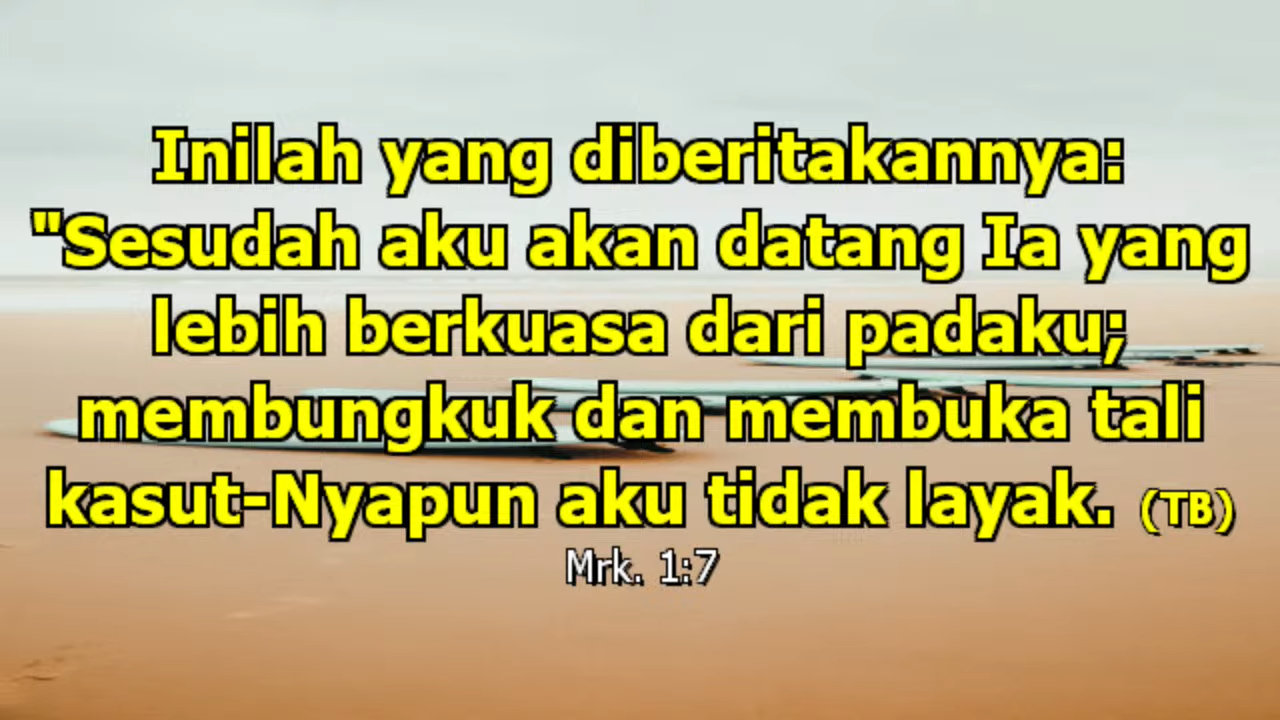 Inilah yang diberitakannya:
"Sesudah aku akan datang Ia yang
lebih berkuasa dari padaku;
membungkuk dan membuka tali
kasut-Nyapun aku tidak layak. (TB)
Mrk. 1:7